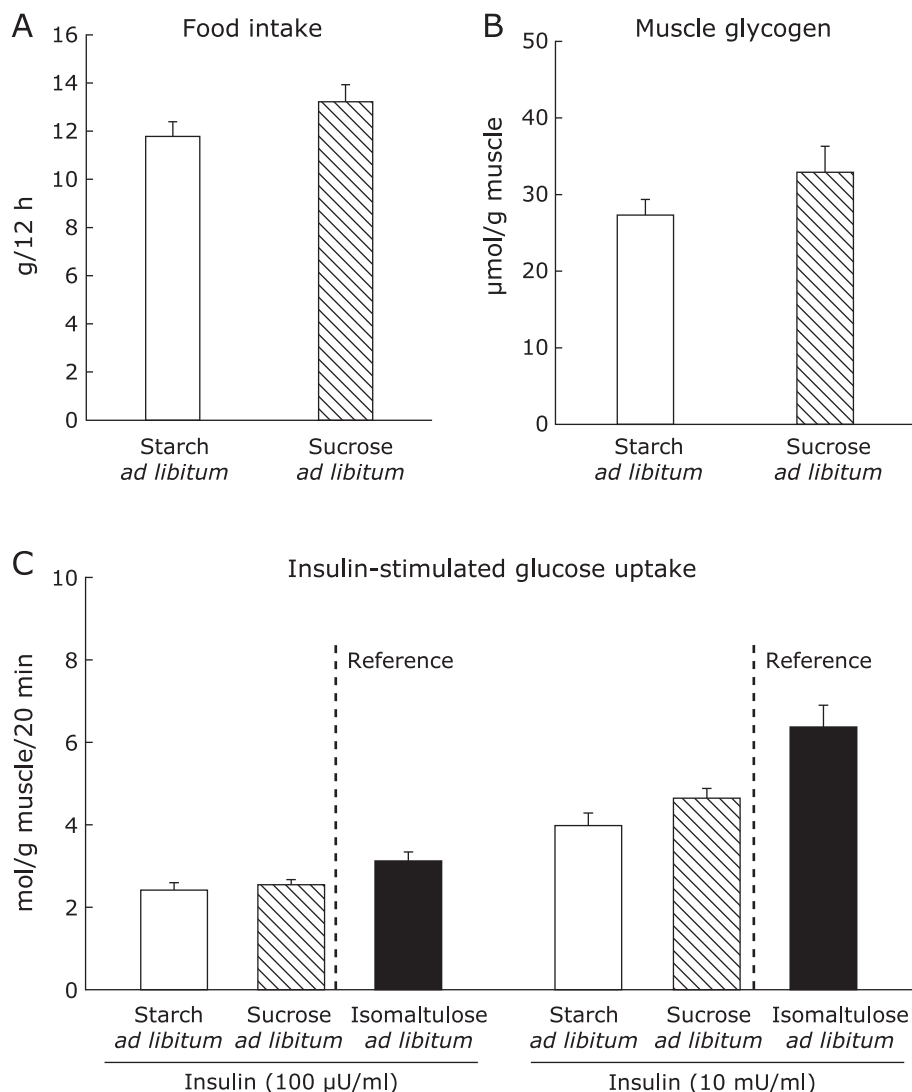 A
Food intake
16
14
12
10
8
6
4
2
0
g/12 h
Starch
ad libitum
Sucrose
ad libitum
B
Muscle glycogen
50
40
30
20
10
0
µmol/g muscle
Starch
ad libitum
Sucrose
ad libitum
C
Insulin-stimulated glucose uptake
10
8
6
4
2
0
mol/g muscle/20 min
Reference
Reference
Starch
ad libitum
Sucrose
ad libitum
Isomaltulose
ad libitum
Starch
ad libitum
Sucrose
ad libitum
Isomaltulose
ad libitum
Insulin (100 µU/ml)
Insulin (10 mU/ml)